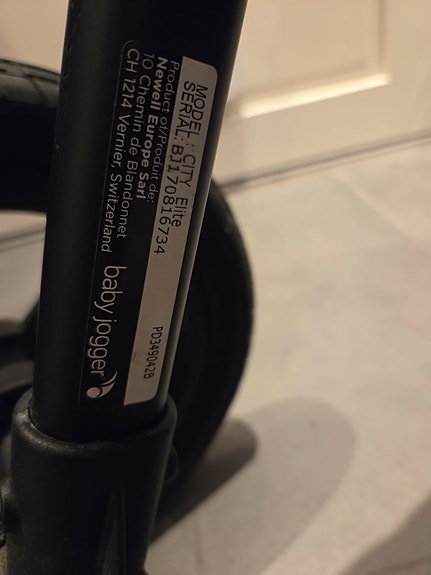 MODEL : CITY Elite
SERIAL: BJ1170816734
PD349042B
Product of/Produit de:
Newell Europe Sarl
10 Chemin de Blandonnet
CH 1214 Vernier, Switzerland
baby jogger